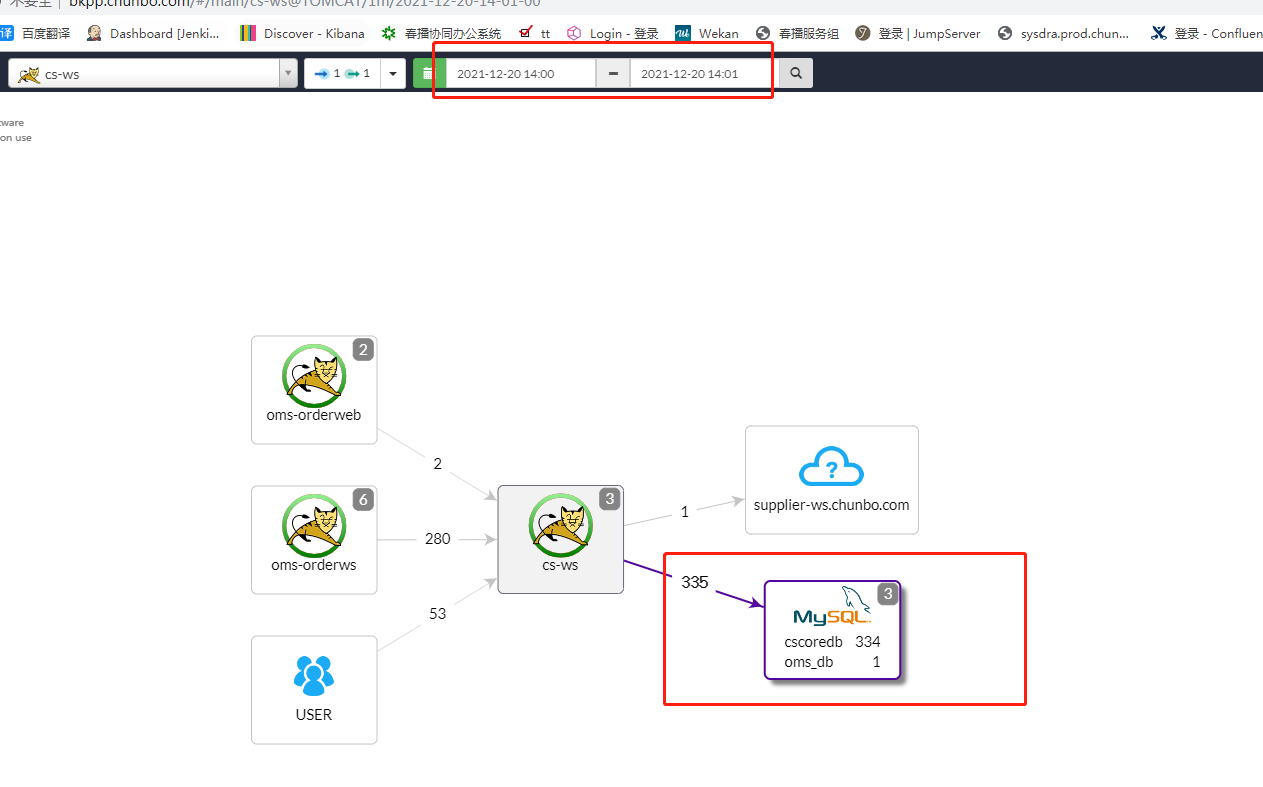 不安全 | bkpp.chunbo.com/#/main/cs-ws@TOMCAT/1m/2021-12-20-14-01-00
译 百度翻译 Dashboard [Jenki... Discover - Kibana 春播协同办公系统 tt Login - 登录 Wekan 春播服务组 登录 | JumpServer sysdra.prod.chun... 登录 - Confluen
cs-ws 1 1 2021-12-20 14:00 2021-12-20 14:01
tware
on use
2
oms-orderweb
2
6
oms-orderws
280
USER
53
3
cs-ws
1
?
supplier-ws.chunbo.com
335
3
MySQL
cscoredb 334
oms_db 1